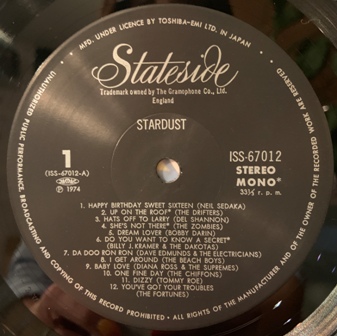 MFD. UNDER LICENCE BY TOSHIBA-EMI LTD. IN JAPAN
Stateside
Trademark owned by The Gramophone Co., Ltd.
England
STARDUST
1
(ISS-67012-A)
℗ 1974
ISS-67012
STEREO
MONO*
33⅓ r. p. m.
1. HAPPY BIRTHDAY SWEET SIXTEEN (NEIL SEDAKA)
2. UP ON THE ROOF* (THE DRIFTERS)
3. HATS OFF TO LARRY (DEL SHANNON)
4. SHE'S NOT THERE* (THE ZOMBIES)
5. DREAM LOVER (BOBBY DARIN)
6. DO YOU WANT TO KNOW A SECRET*
(BILLY J. KRAMER & THE DAKOTAS)
7. DA DOO RON RON (DAVE EDMUNDS & THE ELECTRICIANS)
8. I GET AROUND (THE BEACH BOYS)
9. BABY LOVE (DIANA ROSS & THE SUPREMES)
10. ONE FINE DAY (THE CHIFFONS)
11. DIZZY (TOMMY ROE)
12. YOU'VE GOT YOUR TROUBLES
(THE FORTUNES)
UNAUTHORIZED PUBLIC PERFORMANCE, BROADCASTING AND COPYING OF THIS RECORD PROHIBITED • ALL RIGHTS OF THE MANUFACTURER AND OF THE OWNER OF THE RECORDED WORK ARE RESERVED